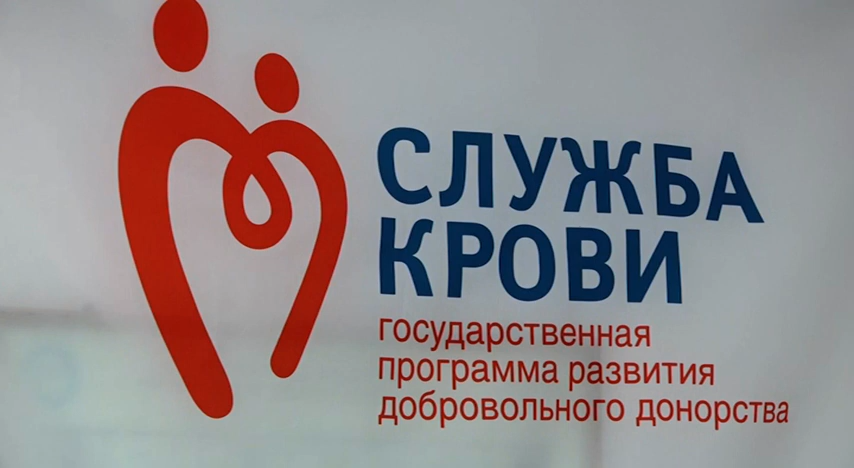 СЛУЖБА
КРОВИ
государственная
программа развития
добровольного донорства